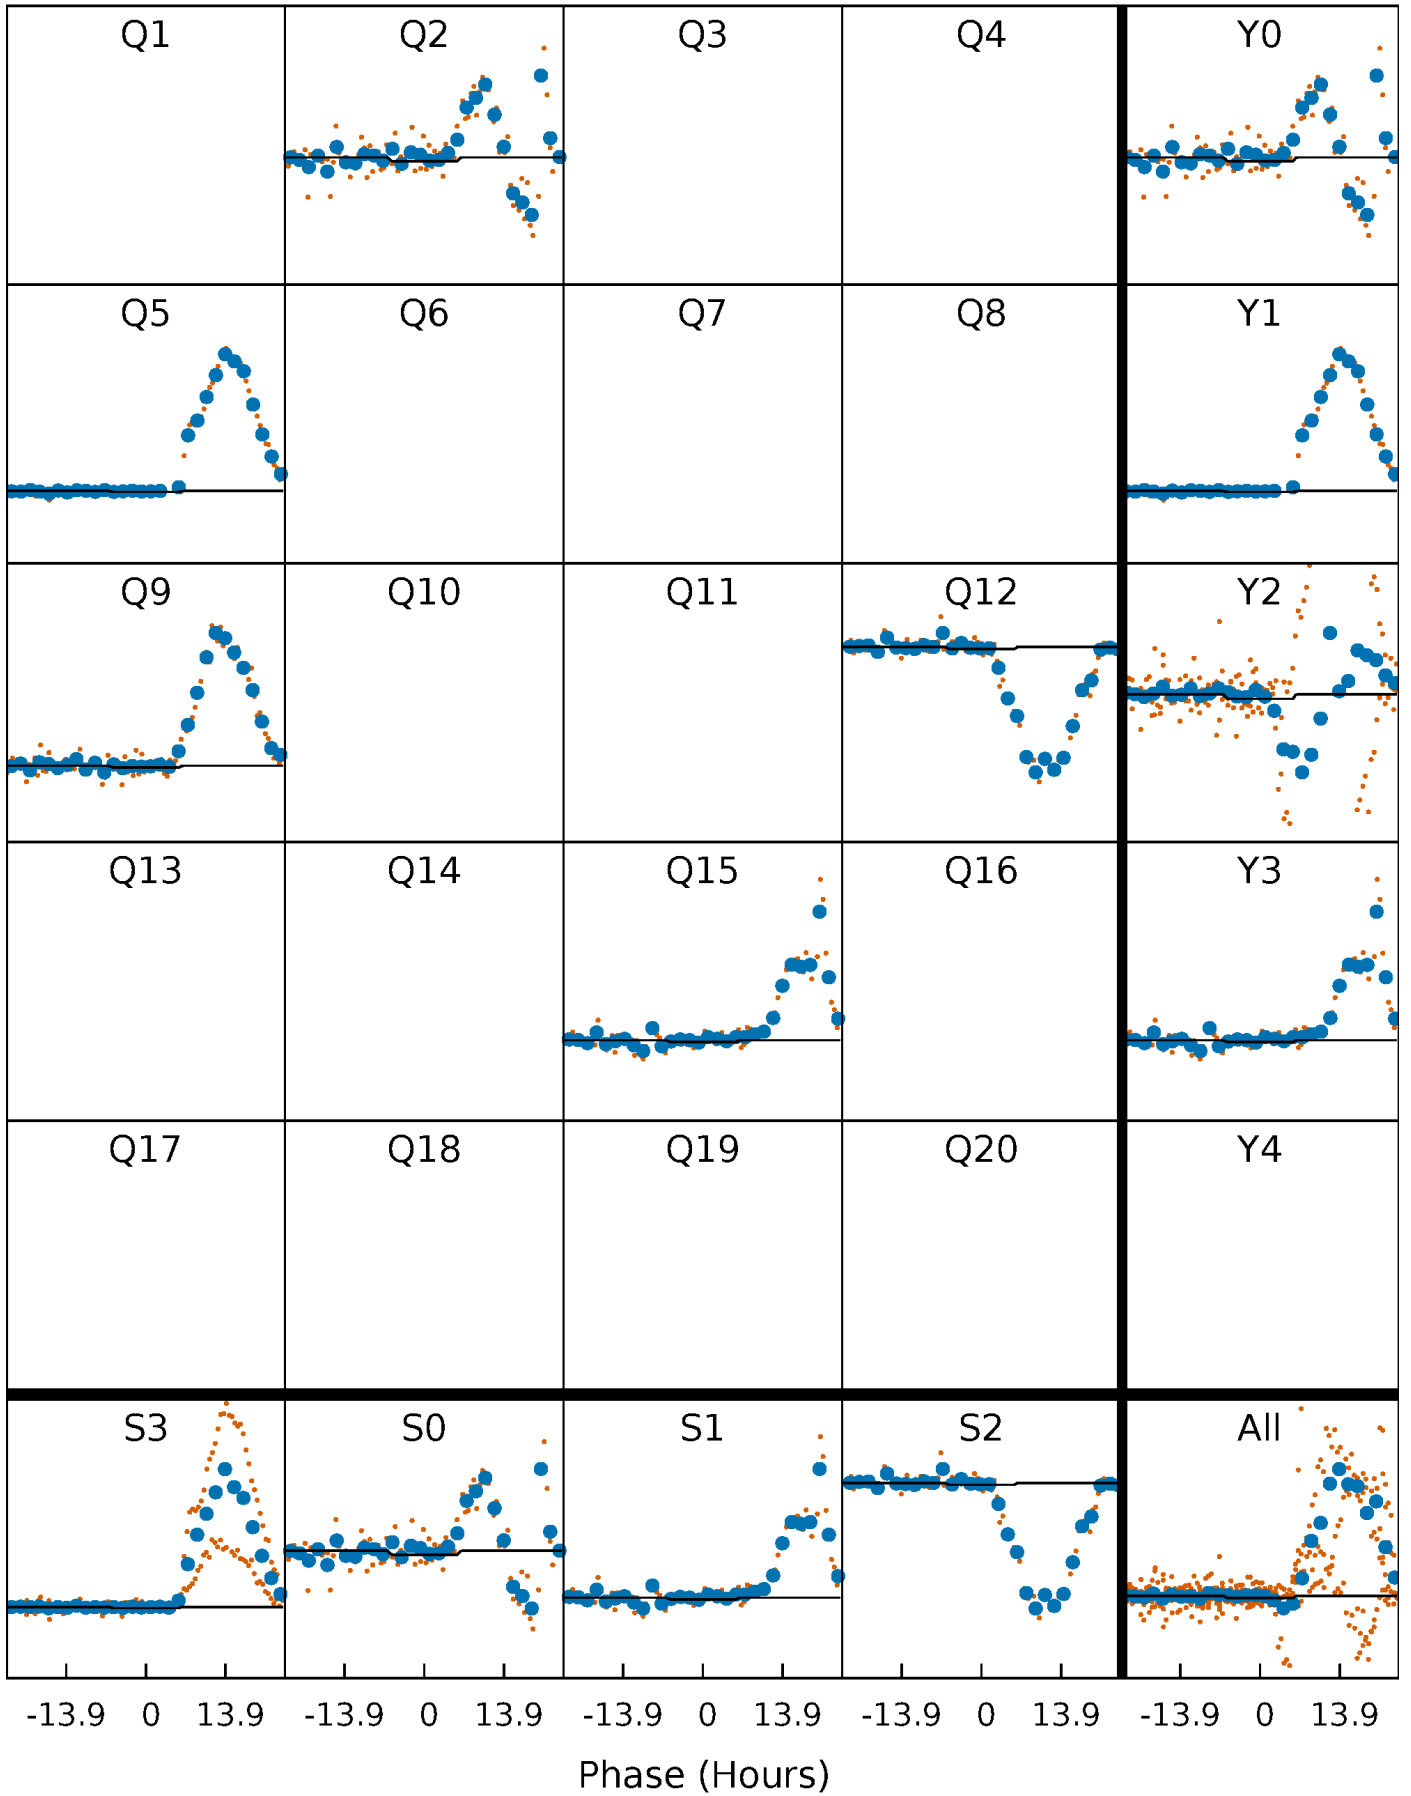 Q1 Q2 Q3 Q4 Y0
Q5 Q6 Q7 Q8 Y1
Q9 Q10 Q11 Q12 Y2
Q13 Q14 Q15 Q16 Y3
Q17 Q18 Q19 Q20 Y4
S3 S0 S1 S2 All
-13.9 0 13.9 -13.9 0 13.9 -13.9 0 13.9 -13.9 0 13.9 -13.9 0 13.9
Phase (Hours)